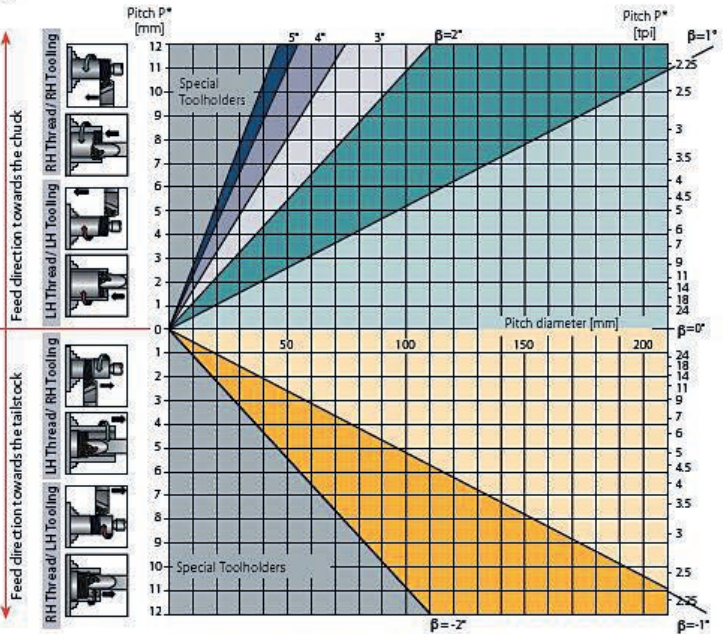 Pitch P*
[mm]
Pitch P*
[tpi]
5° 4° 3° β=2° β=1°
12
11
10
9
8
7
6
5
4
3
2
1
0
Special
Toolholders
2.25
2.5
3
3.5
4
4.5
5
6
7
9
11
14
18
24
Pitch diameter [mm]
β=0°
50 100 150 200
1
2
3
4
5
6
7
8
9
10
11
12
24
18
14
11
9
7
6
5
4.5
4
3.5
3
2.5
2.25
Special Toolholders
β=-2° β=-1°
Feed direction towards the chuck
RH Thread/ RH Tooling
LH Thread/ LH Tooling
Feed direction towards the tailstock
LH Thread/ RH Tooling
RH Thread/ LH Tooling